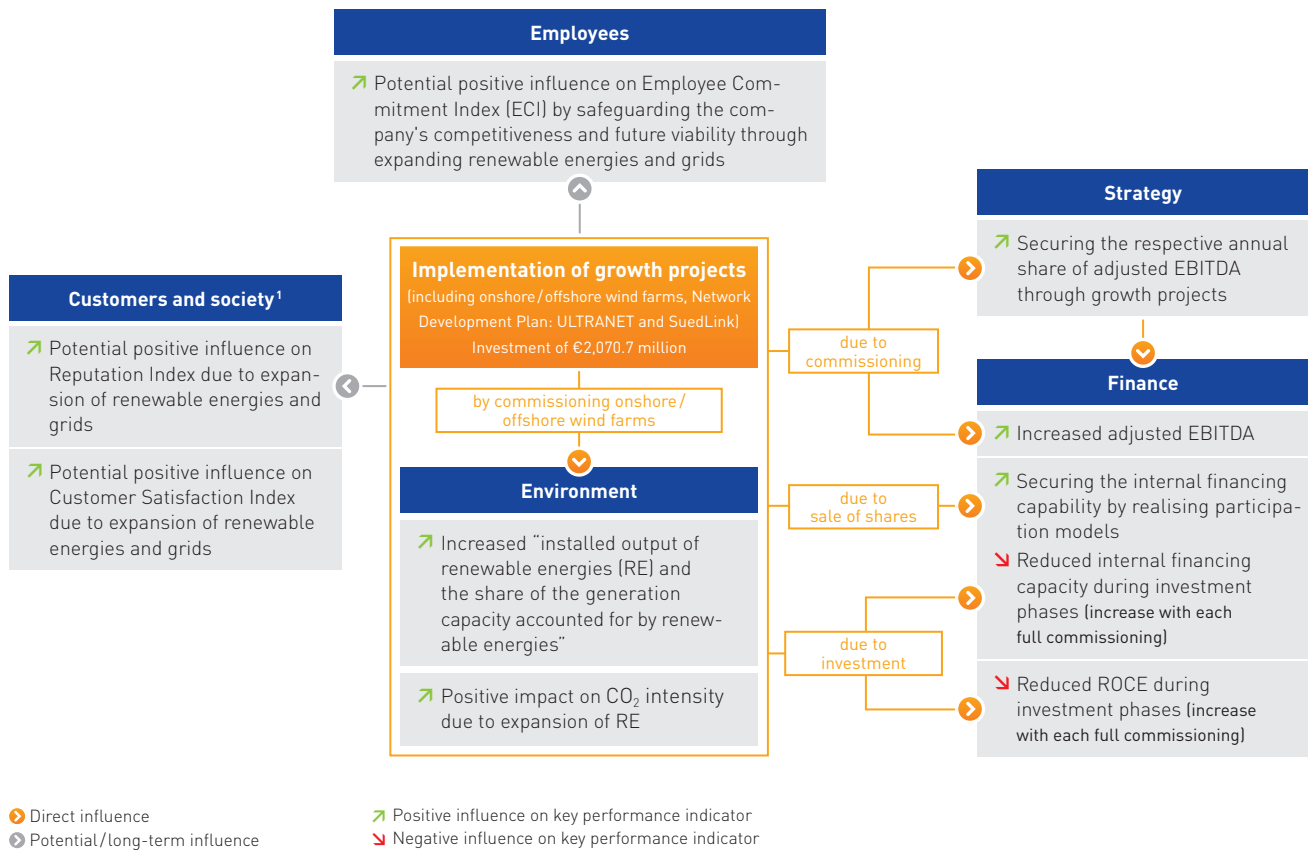 Employees
Potential positive influence on Employee Com-
mitment Index (ECI) by safeguarding the com-
pany's competitiveness and future viability through
expanding renewable energies and grids
Customers and society¹
Potential positive influence on
Reputation Index due to expan-
sion of renewable energies and
grids
Potential positive influence on
Customer Satisfaction Index
due to expansion of renewable
energies and grids
Implementation of growth projects
(including onshore/offshore wind farms, Network
Development Plan: ULTRANET and SuedLink)
Investment of €2,070.7 million
by commissioning onshore/
offshore wind farms
Environment
Increased “installed output of
renewable energies (RE) and
the share of the generation
capacity accounted for by renew-
able energies”
Positive impact on CO₂ intensity
due to expansion of RE
due to
commissioning
due to
sale of shares
due to
investment
Strategy
Securing the respective annual
share of adjusted EBITDA
through growth projects
Finance
Increased adjusted EBITDA
Securing the internal financing
capability by realising participa-
tion models
Reduced internal financing
capacity during investment
phases (increase with each
full commissioning)
Reduced ROCE during
investment phases (increase
with each full commissioning)
Direct influence
Potential/long-term influence
Positive influence on key performance indicator
Negative influence on key performance indicator